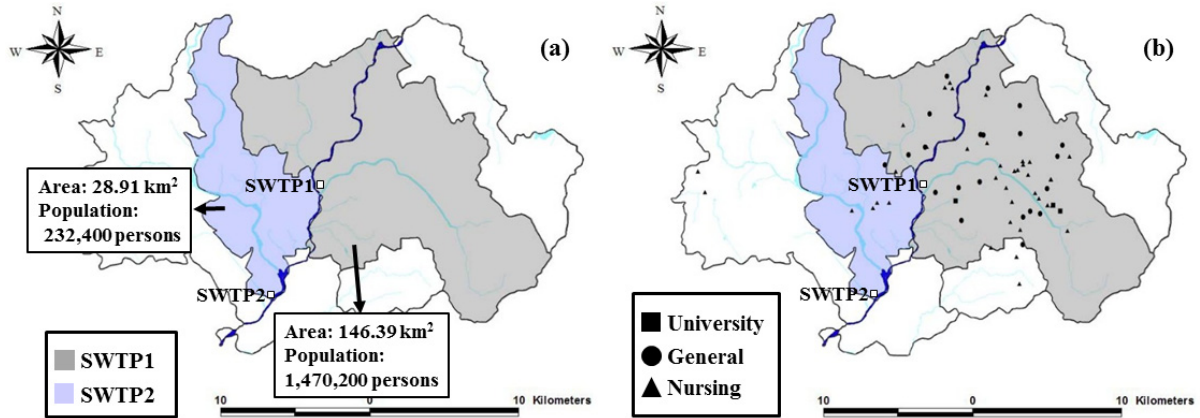 N
W E
S
(a)
Area: 28.91 km²
Population:
232,400 persons
SWTP1
SWTP2
Area: 146.39 km²
Population:
1,470,200 persons
SWTP1
SWTP2
10 0 10 Kilometers
N
W E
S
(b)
SWTP1
SWTP2
University
General
Nursing
10 0 10 Kilometers